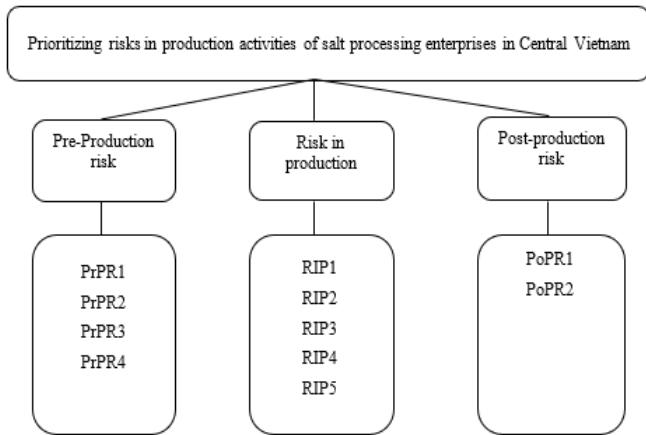 Prioritizing risks in production activities of salt processing enterprises in Central Vietnam
Pre-Production
risk
Risk in
production
Post-production
risk
PrPR1
PrPR2
PrPR3
PrPR4
RIP1
RIP2
RIP3
RIP4
RIP5
PoPR1
PoPR2